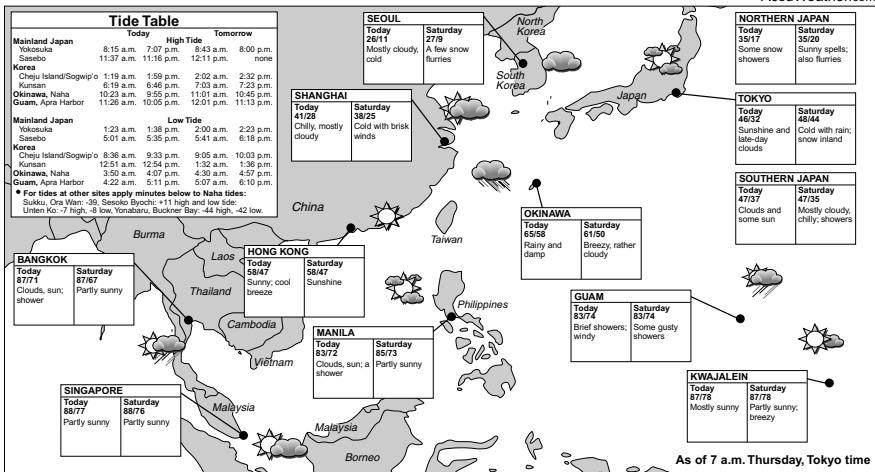 Tide Table
Today Tomorrow
High Tide
Mainland Japan
Yokosuka 8:15 a.m. 7:07 p.m. 8:43 a.m. 8:00 p.m.
Sasebo 11:37 a.m. 11:16 p.m. 12:11 p.m. none
Korea
Cheju Island/Sogwip'o 1:19 a.m. 1:59 p.m. 2:02 a.m. 2:32 p.m.
Kunsan 6:19 a.m. 6:46 p.m. 7:03 a.m. 7:23 p.m.
Okinawa, Naha 10:23 a.m. 9:55 p.m. 11:01 a.m. 10:45 p.m.
Guam, Apra Harbor 11:26 a.m. 10:05 p.m. 12:01 p.m. 11:13 p.m.
Mainland Japan Low Tide
Yokosuka 1:23 a.m. 1:38 p.m. 2:00 a.m. 2:23 p.m.
Sasebo 5:01 a.m. 5:35 p.m. 5:41 a.m. 6:18 p.m.
Korea
Cheju Island/Sogwip'o 8:36 a.m. 9:33 p.m. 9:05 a.m. 10:03 p.m.
Kunsan 12:51 a.m. 12:54 p.m. 1:32 a.m. 1:36 p.m.
Okinawa, Naha 3:50 a.m. 4:07 p.m. 4:30 a.m. 4:57 p.m.
Guam, Apra Harbor 4:22 a.m. 5:11 p.m. 5:07 a.m. 6:10 p.m.
• For tides at other sites apply minutes below to Naha tides:
Sukku, Ora Wan: -39, Sesoko Byochi: +11 high and low tide:
Unten Ko: -7 high, -8 low, Yonabaru, Buckner Bay: -44 high, -42 low.
SEOUL
Today Saturday
26/11 27/9
Mostly cloudy, A few snow
cold flurries
North
Korea
South
Korea
Japan
NORTHERN JAPAN
Today Saturday
35/17 35/20
Some snow Sunny spells;
showers also flurries
SHANGHAI
Today Saturday
41/28 38/25
Chilly, mostly Cold with brisk
cloudy winds
TOKYO
Today Saturday
46/32 48/44
Sunshine and Cold with rain;
late-day snow inland
clouds
SOUTHERN JAPAN
Today Saturday
47/37 47/35
Clouds and Mostly cloudy,
some sun chilly; showers
China
Taiwan
OKINAWA
Today Saturday
65/58 61/50
Rainy and Breezy, rather
damp cloudy
Burma
Laos
Thailand
Cambodia
Vietnam
HONG KONG
Today Saturday
58/47 58/47
Sunny; cool Sunshine
breeze
BANGKOK
Today Saturday
87/71 87/67
Clouds, sun; Partly sunny
shower
Philippines
GUAM
Today Saturday
83/74 83/74
Brief showers; Some gusty
windy showers
MANILA
Today Saturday
83/72 85/73
Clouds, sun; a Partly sunny
shower
KWAJALEIN
Today Saturday
87/78 87/78
Mostly sunny Partly sunny;
breezy
SINGAPORE
Today Saturday
88/77 88/76
Partly sunny Partly sunny
Malaysia
Malaysia
Borneo
As of 7 a.m. Thursday, Tokyo time